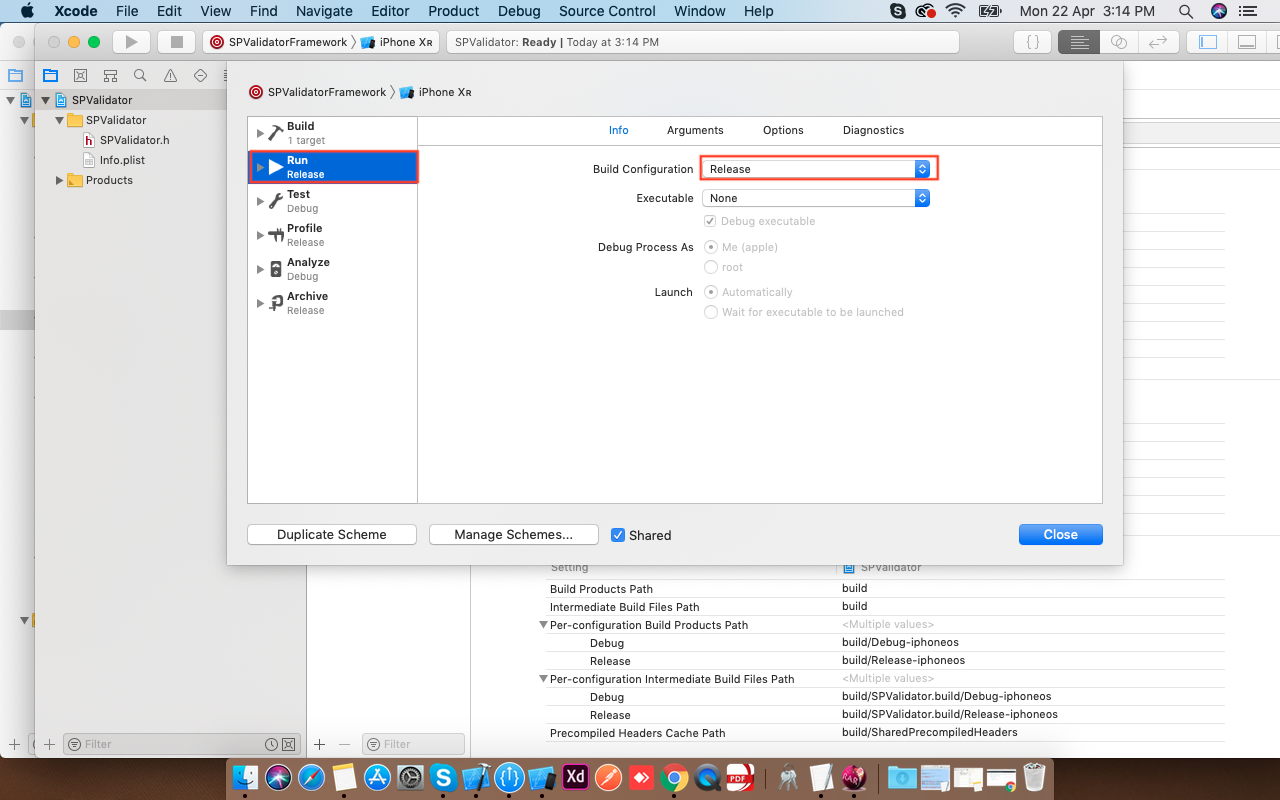 Xcode File Edit View Find Navigate Editor Product Debug Source Control Window Help Mon 22 Apr 3:14 PM
SPValidatorFramework iPhone XR SPValidator: Ready | Today at 3:14 PM { }
SPValidatorFramework iPhone XR
SPValidator
SPValidator
h SPValidator.h
Info.plist
Products
Build
1 target
Run
Release
Test
Debug
Profile
Release
Analyze
Debug
Archive
Release
Info Arguments Options Diagnostics
Build Configuration Release
Executable None
Debug executable
Debug Process As Me (apple)
root
Launch Automatically
Wait for executable to be launched
Duplicate Scheme Manage Schemes... Shared Close
Setting SPValidator
Build Products Path build
Intermediate Build Files Path build
Per-configuration Build Products Path <Multiple values>
Debug build/Debug-iphoneos
Release build/Release-iphoneos
Per-configuration Intermediate Build Files Path <Multiple values>
Debug build/SPValidator.build/Debug-iphoneos
Release build/SPValidator.build/Release-iphoneos
Precompiled Headers Cache Path build/SharedPrecompiledHeaders
Filter Filter
Xd PDF